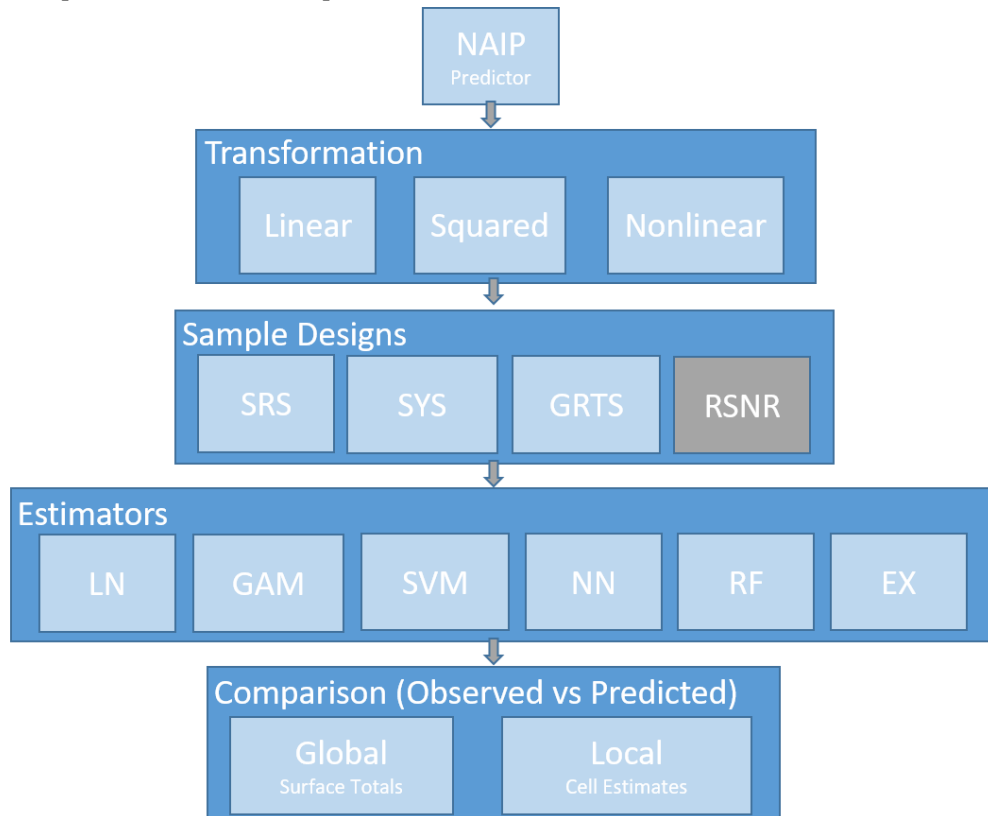 NAIP
Predictor
Transformation
Linear
Squared
Nonlinear
Sample Designs
SRS
SYS
GRTS
RSNR
Estimators
LN
GAM
SVM
NN
RF
EX
Comparison (Observed vs Predicted)
Global
Surface Totals
Local
Cell Estimates